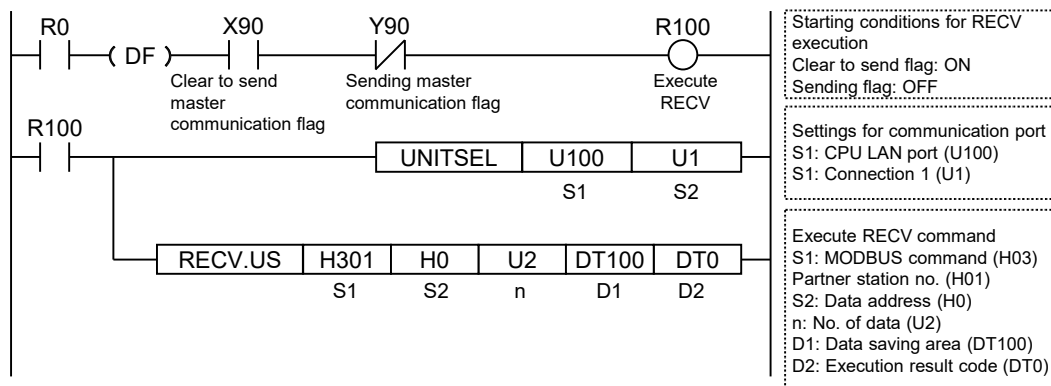 R0 X90 Y90 R100
( DF )
Clear to send
master
communication flag
Sending master
communication flag
Execute
RECV
Starting conditions for RECV
execution
Clear to send flag: ON
Sending flag: OFF
R100
UNITSEL U100 U1
S1 S2
Settings for communication port
S1: CPU LAN port (U100)
S1: Connection 1 (U1)
RECV.US H301 H0 U2 DT100 DT0
S1 S2 n D1 D2
Execute RECV command
S1: MODBUS command (H03)
Partner station no. (H01)
S2: Data address (H0)
n: No. of data (U2)
D1: Data saving area (DT100)
D2: Execution result code (DT0)